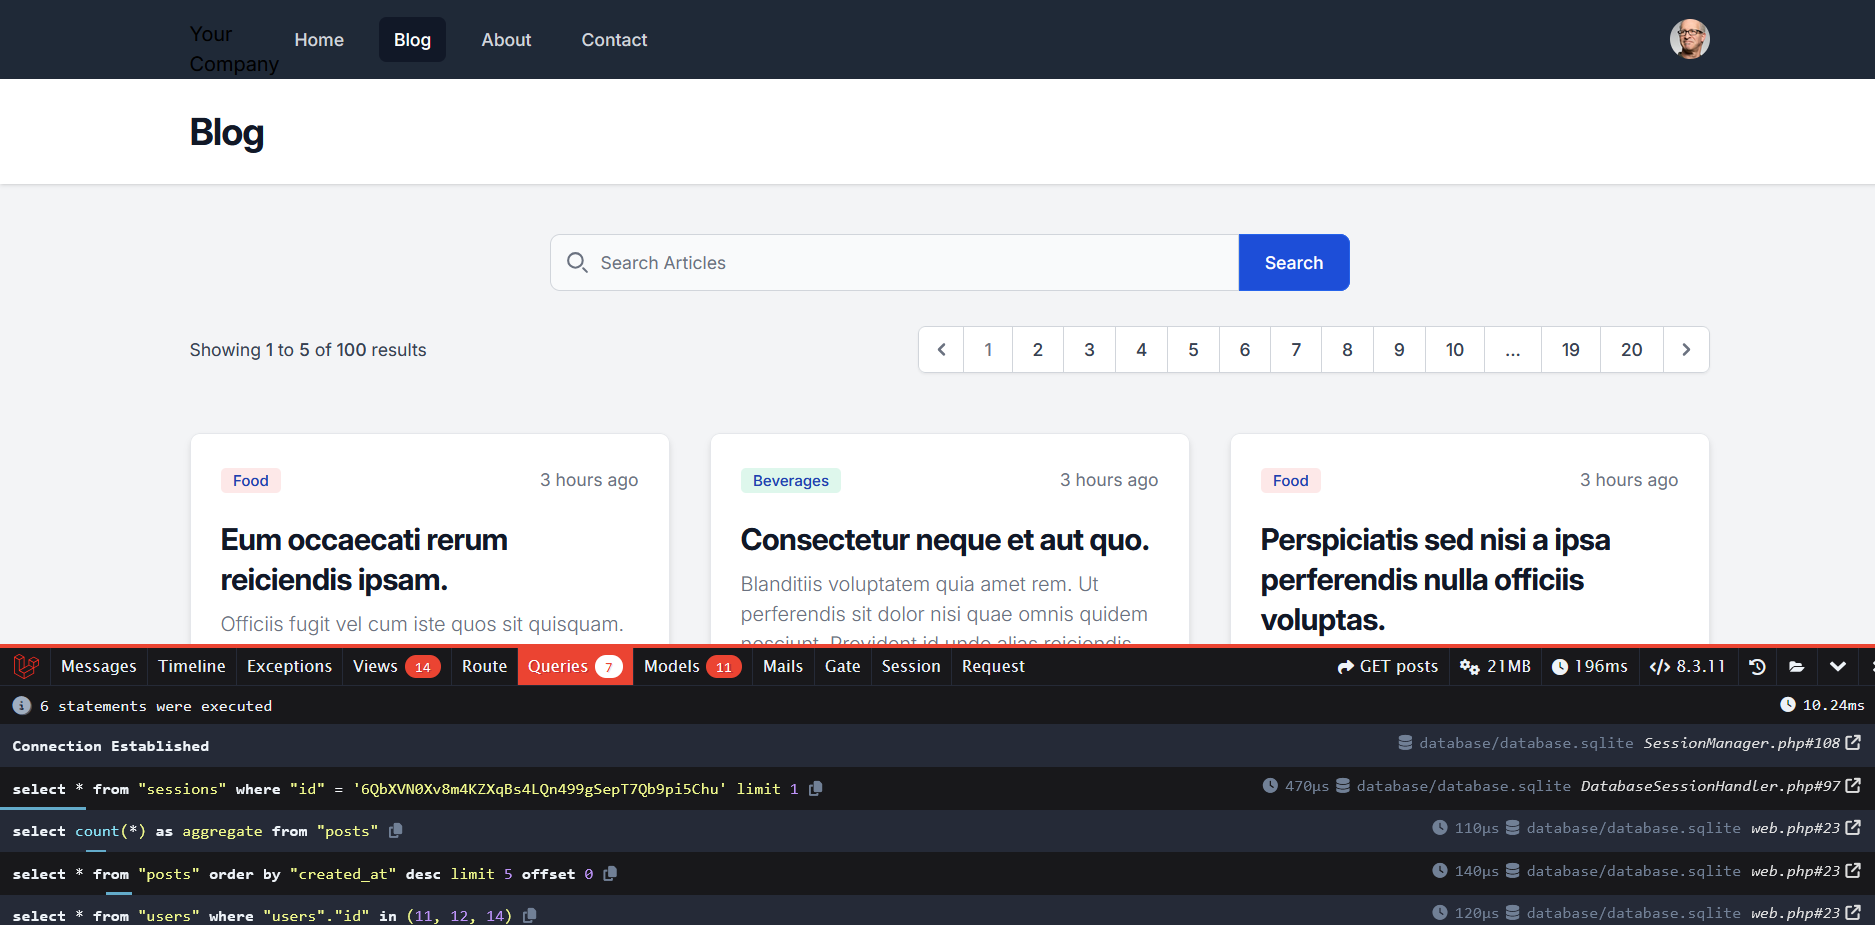 Your Company
Home
Blog
About
Contact
Blog
Search Articles
Search
Showing 1 to 5 of 100 results
1 2 3 4 5 6 7 8 9 10 ... 19 20
Food
3 hours ago
Eum occaecati rerum
reiciendis ipsam.
Officiis fugit vel cum iste quos sit quisquam.
Beverages
3 hours ago
Consectetur neque et aut quo.
Blanditiis voluptatem quia amet rem. Ut
perferendis sit dolor nisi quae omnis quidem
nesciunt. Provident id unde alias reiciendis
Food
3 hours ago
Perspiciatis sed nisi a ipsa
perferendis nulla officiis
voluptas.
Messages Timeline Exceptions Views 14 Route Queries 7 Models 11 Mails Gate Session Request GET posts 21MB 196ms 8.3.11
6 statements were executed 10.24ms
Connection Established database/database.sqlite SessionManager.php#108
select * from "sessions" where "id" = '6QbXVN0Xv8m4KZXqBs4LQn499gSepT7Qb9pi5Chu' limit 1 470μs database/database.sqlite DatabaseSessionHandler.php#97
select count(*) as aggregate from "posts" 110μs database/database.sqlite web.php#23
select * from "posts" order by "created_at" desc limit 5 offset 0 140μs database/database.sqlite web.php#23
select * from "users" where "users"."id" in (11, 12, 14) 120μs database/database.sqlite web.php#23